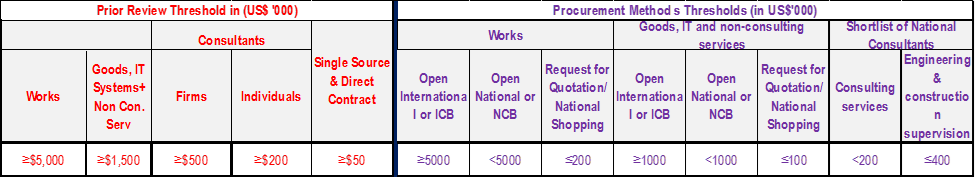 Prior Review Threshold in (US$ '000)
Procurement Method s Thresholds (in US$'000)
Consultants
Works
Goods, IT and non-consulting
services
Shortlist of National
Consultants
Works
Goods, IT
Systems+
Non Con.
Serv
Firms
Individuals
Single Source
& Direct
Contract
Open
Internationa
l or ICB
Open
National or
NCB
Request for
Quotation/
National
Shopping
Open
Internationa
l or ICB
Open
National or
NCB
Request for
Quotation/
National
Shopping
Consulting
services
Engineering
&
constructio
n
supervision
≥$5,000
≥$1,500
≥$500
≥$200
≥$50
≥5000
<5000
≤200
≥1000
<1000
≤100
<200
≤400